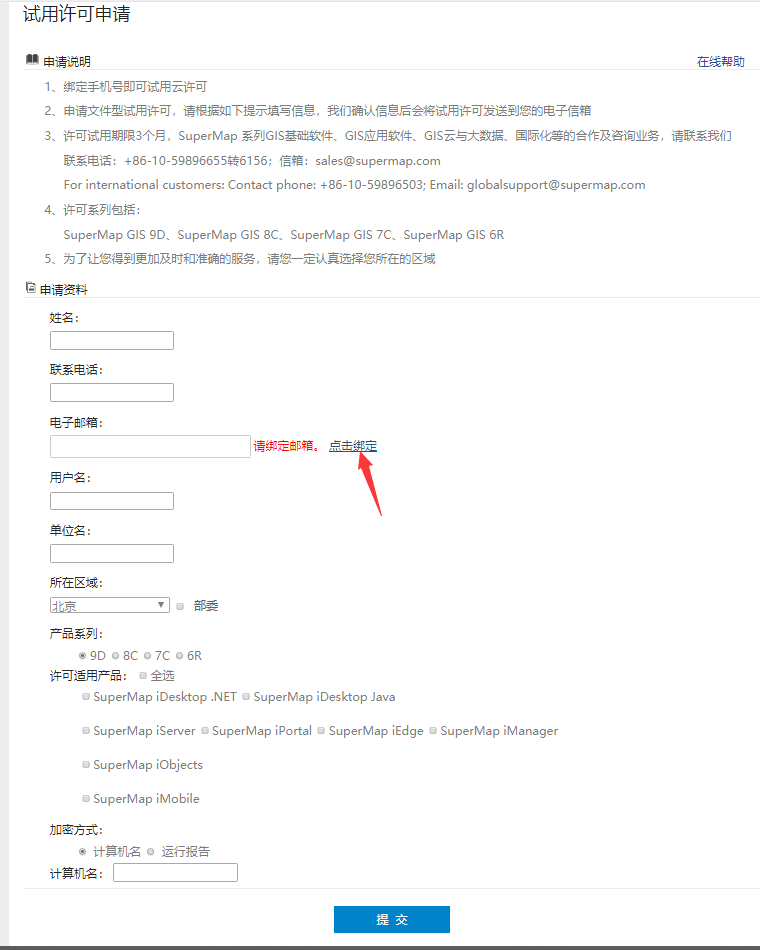 试用许可申请
申请说明 在线帮助
1、绑定手机号即可试用云许可
2、申请文件型试用许可，请根据如下提示填写信息，我们确认信息后会将试用许可发送到您的电子信箱
3、许可试用期限3个月，SuperMap 系列GIS基础软件、GIS应用软件、GIS云与大数据、国际化等的合作及咨询业务，请联系我们
联系电话：+86-10-59896655转6156；信箱：sales@supermap.com
For international customers: Contact phone: +86-10-59896503; Email: globalsupport@supermap.com
4、许可系列包括：
SuperMap GIS 9D、SuperMap GIS 8C、SuperMap GIS 7C、SuperMap GIS 6R
5、为了让您得到更加及时和准确的服务，请您一定认真选择您所在的区域
申请资料
姓名：
联系电话：
电子邮箱：
请绑定邮箱。 点击绑定
用户名：
单位名：
所在区域：
北京 部委
产品系列：
9D 8C 7C 6R
许可适用产品： 全选
SuperMap iDesktop .NET SuperMap iDesktop Java
SuperMap iServer SuperMap iPortal SuperMap iEdge SuperMap iManager
SuperMap iObjects
SuperMap iMobile
加密方式：
计算机名 运行报告
计算机名：
提 交